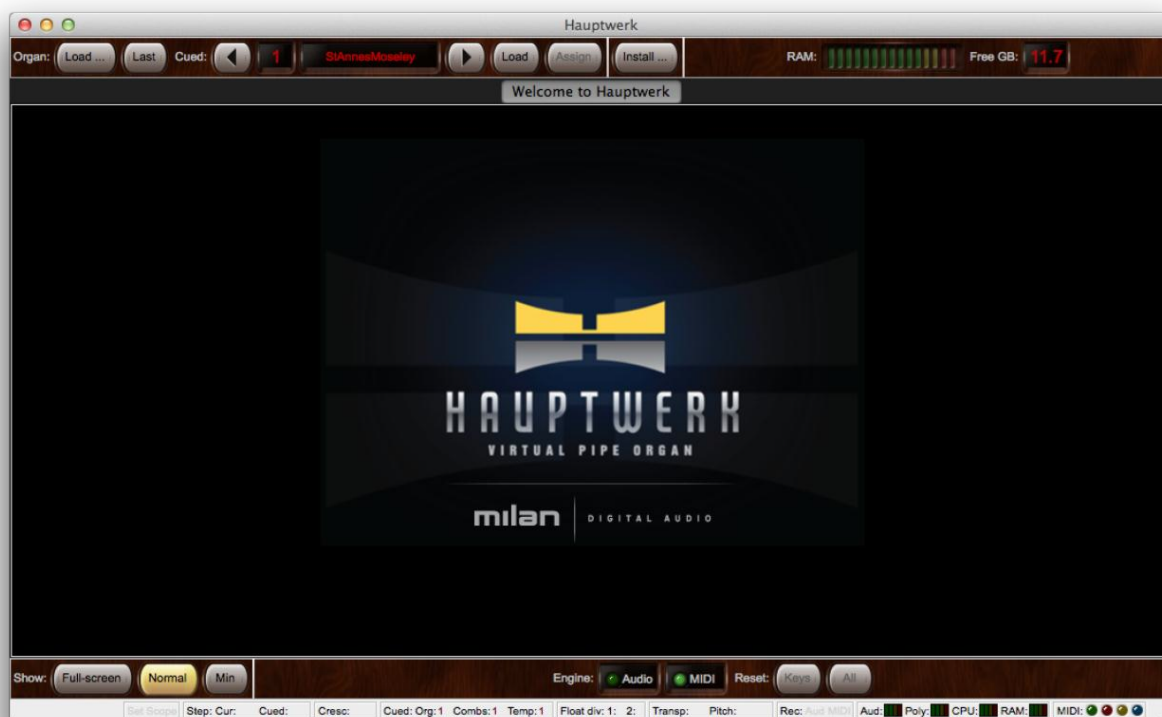 Hauptwerk
Organ: Load ... Last Cued: 1 StAnnesMoseley Load Assign Install ... RAM: Free GB: 11.7
Welcome to Hauptwerk
HAUPTWERK
VIRTUAL PIPE ORGAN
milan DIGITAL AUDIO
Show: Full-screen Normal Min Engine: Audio MIDI Reset: Keys All
Set Scope Step: Cur: Cued: Cresc: Cued: Org: 1 Combs: 1 Temp: 1 Float div: 1: 2: Transp: Pitch: Rec: Aud MIDI Aud: Poly: CPU: RAM: MIDI: